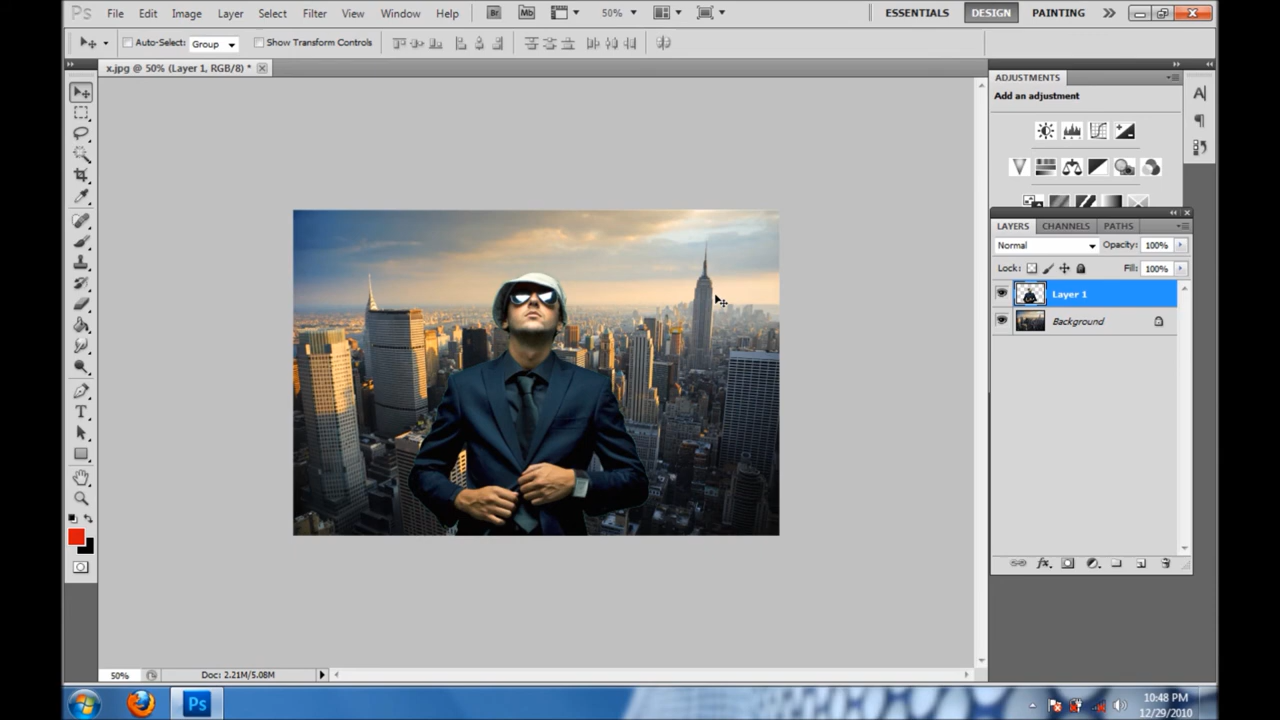 Ps File Edit Image Layer Select Filter View Window Help Br Mb 50% ESSENTIALS DESIGN PAINTING
Auto-Select: Group Show Transform Controls
x.jpg @ 50% (Layer 1, RGB/8) *
ADJUSTMENTS
Add an adjustment
LAYERS CHANNELS PATHS
Normal Opacity: 100%
Lock: Fill: 100%
Layer 1
Background
50% Doc: 2.21M/5.08M
Ps
10:48 PM
12/29/2010